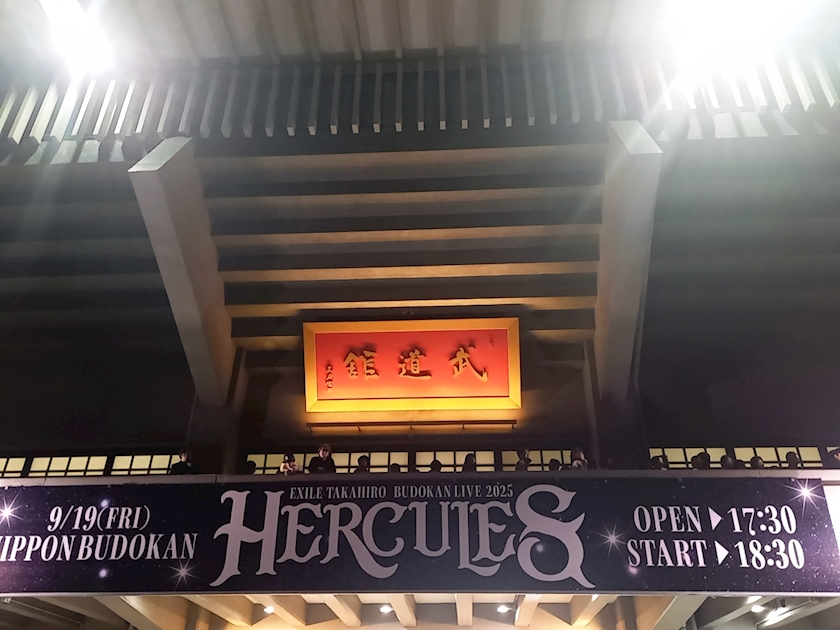 館道武
EXILE TAKAHIRO BUDOKAN LIVE 2025
9/19(FRI)
NIPPON BUDOKAN
HERCULES
OPEN▶17:30
START▶18:30